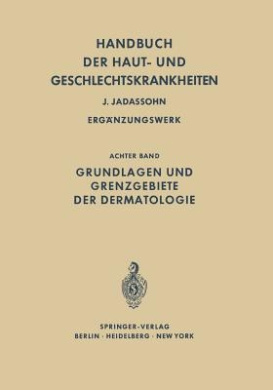 HANDBUCH
DER HAUT- UND
GESCHLECHTSKRANKHEITEN
J. JADASSOHN
ERGÄNZUNGSWERK
ACHTER BAND
GRUNDLAGEN UND
GRENZGEBIETE
DER DERMATOLOGIE
SPRINGER-VERLAG
BERLIN · HEIDELBERG · NEW YORK